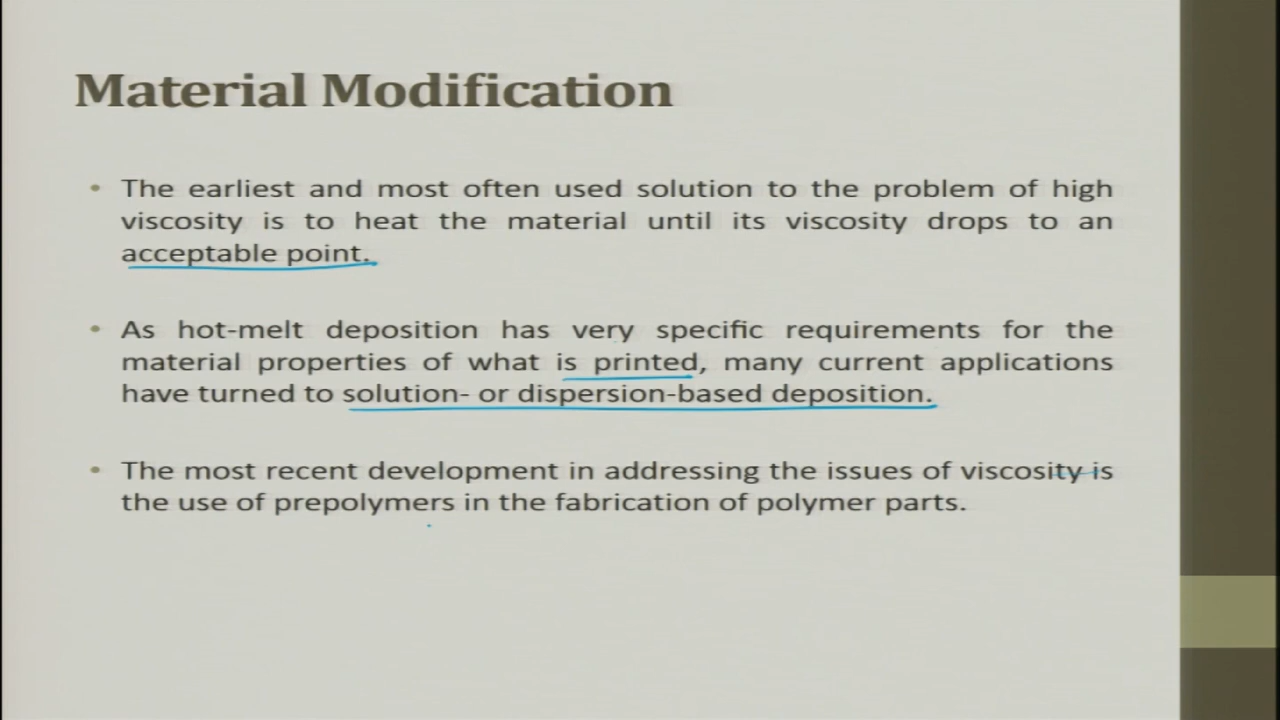 Material Modification
• The earliest and most often used solution to the problem of high
viscosity is to heat the material until its viscosity drops to an
acceptable point.
• As hot-melt deposition has very specific requirements for the
material properties of what is printed, many current applications
have turned to solution- or dispersion-based deposition.
• The most recent development in addressing the issues of viscosity is
the use of prepolymers in the fabrication of polymer parts.